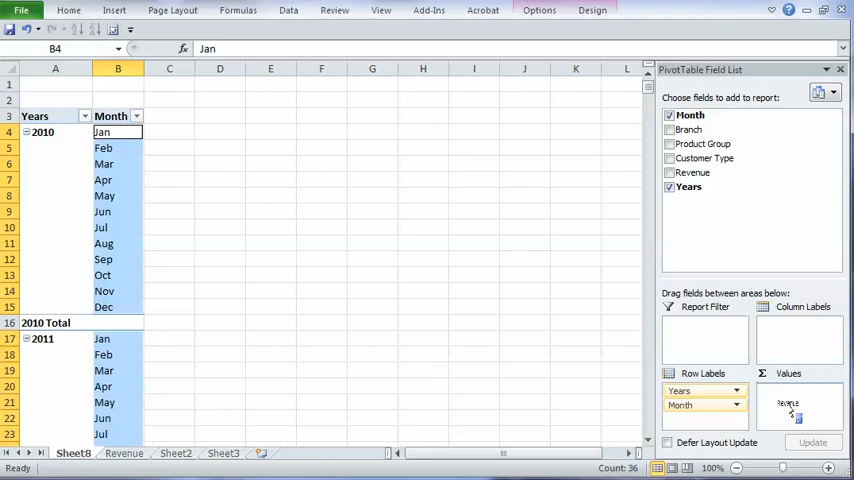 File Home Insert Page Layout Formulas Data Review View Add-Ins Acrobat Options Design
B4 fx Jan
A B C D E F G H I J K L
1
2
3 Years Month
4 2010 Jan
5 Feb
6 Mar
7 Apr
8 May
9 Jun
10 Jul
11 Aug
12 Sep
13 Oct
14 Nov
15 Dec
16 2010 Total
17 2011 Jan
18 Feb
19 Mar
20 Apr
21 May
22 Jun
23 Jul
PivotTable Field List
Choose fields to add to report:
Month
Branch
Product Group
Customer Type
Revenue
Years
Drag fields between areas below:
Report Filter Column Labels
Row Labels Σ Values
Years
Month
Revenue
Defer Layout Update Update
Sheet8 Revenue Sheet2 Sheet3
Ready Count: 36 100%